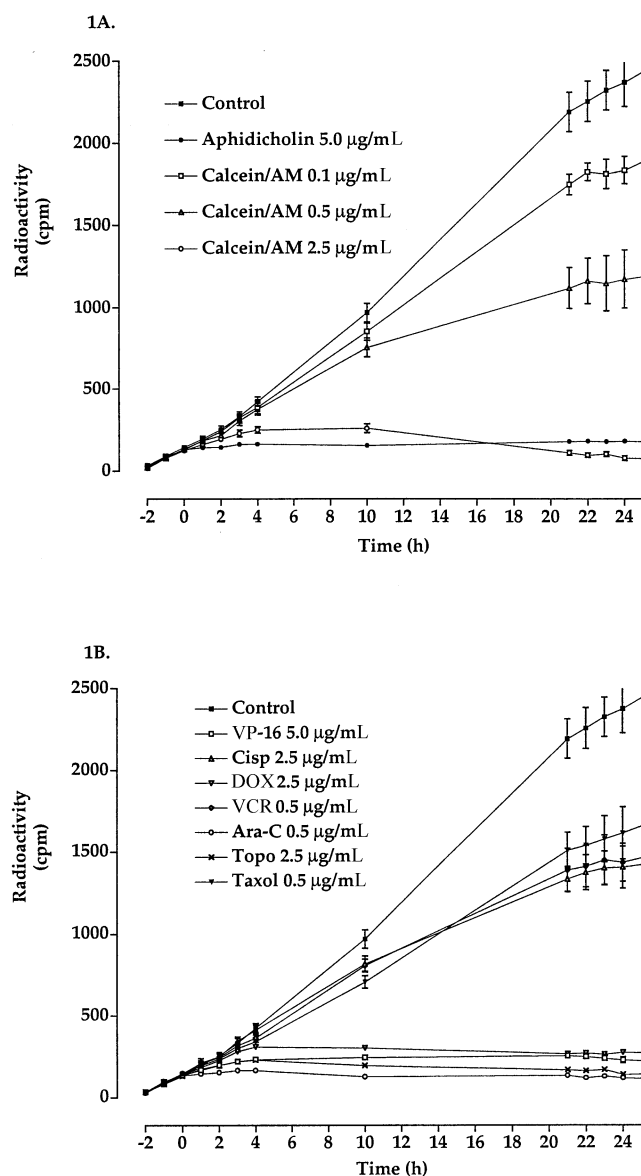 1A.
2500
2000
1500
1000
500
0
Radioactivity
(cpm)
Control
Aphidicholin 5.0 µg/mL
Calcein/AM 0.1 µg/mL
Calcein/AM 0.5 µg/mL
Calcein/AM 2.5 µg/mL
-2 0 2 4 6 8 10 12 14 16 18 20 22 24
Time (h)
1B.
2500
2000
1500
1000
500
0
Radioactivity
(cpm)
Control
VP-16 5.0 µg/mL
Cisp 2.5 µg/mL
DOX 2.5 µg/mL
VCR 0.5 µg/mL
Ara-C 0.5 µg/mL
Topo 2.5 µg/mL
Taxol 0.5 µg/mL
-2 0 2 4 6 8 10 12 14 16 18 20 22 24
Time (h)